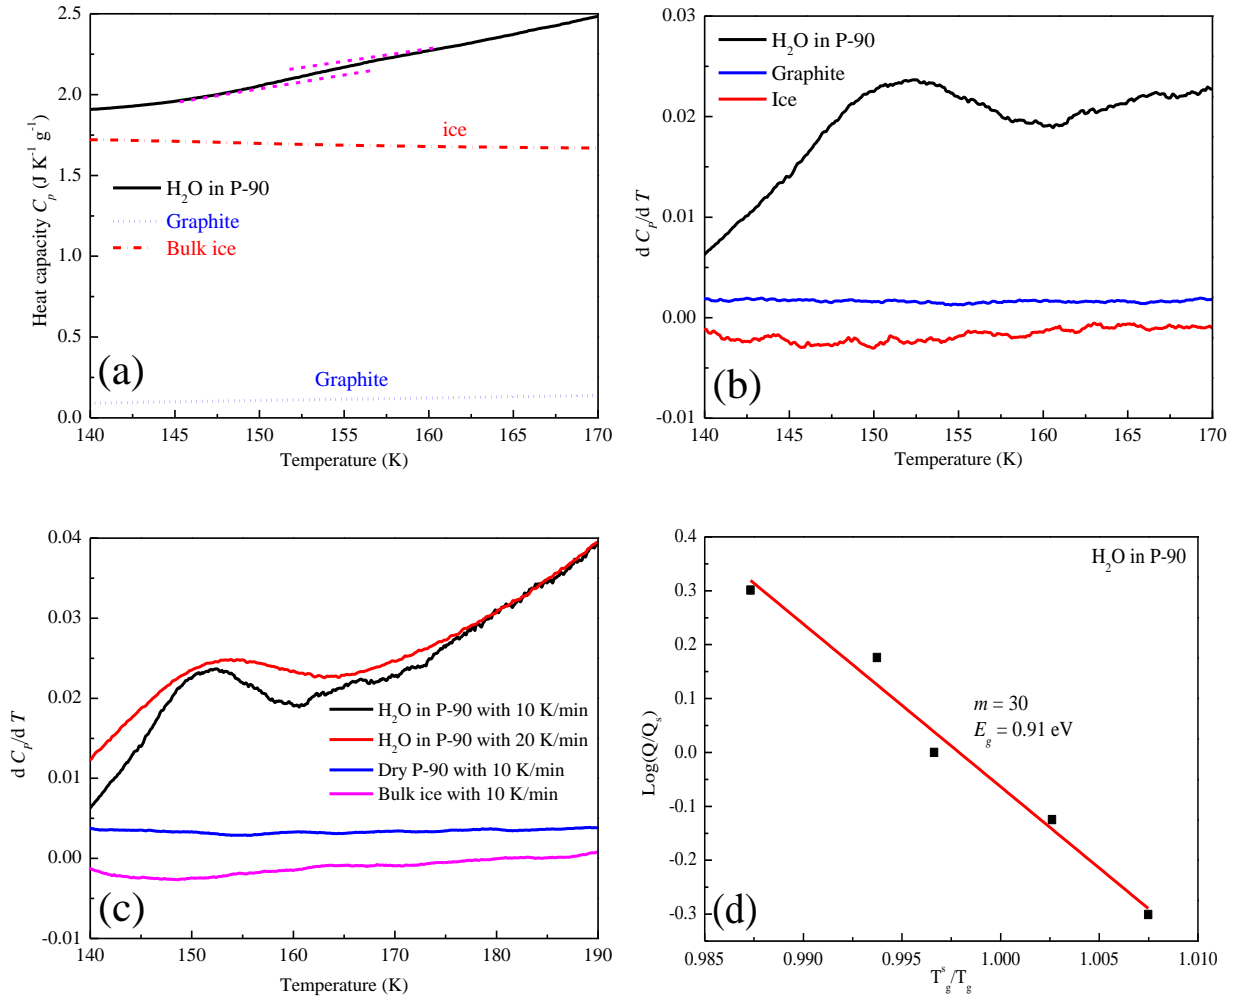 2.5
2.0
1.5
1.0
0.5
0.0
Heat capacity C_p (J K^-1 g^-1)
ice
H2O in P-90
Graphite
Bulk ice
Graphite
(a)
140 145 150 155 160 165 170
Temperature (K)
0.03
0.02
0.01
0.00
-0.01
d C_p/d T
H2O in P-90
Graphite
Ice
(b)
140 145 150 155 160 165 170
Temperature (K)
0.04
0.03
0.02
0.01
0.00
-0.01
d C_p/d T
H2O in P-90 with 10 K/min
H2O in P-90 with 20 K/min
Dry P-90 with 10 K/min
Bulk ice with 10 K/min
(c)
140 150 160 170 180 190
Temperature (K)
0.4
0.3
0.2
0.1
0.0
-0.1
-0.2
-0.3
Log(Q/Q_s)
H2O in P-90
m = 30
E_g = 0.91 eV
(d)
0.985 0.990 0.995 1.000 1.005 1.010
T_g^s/T_g